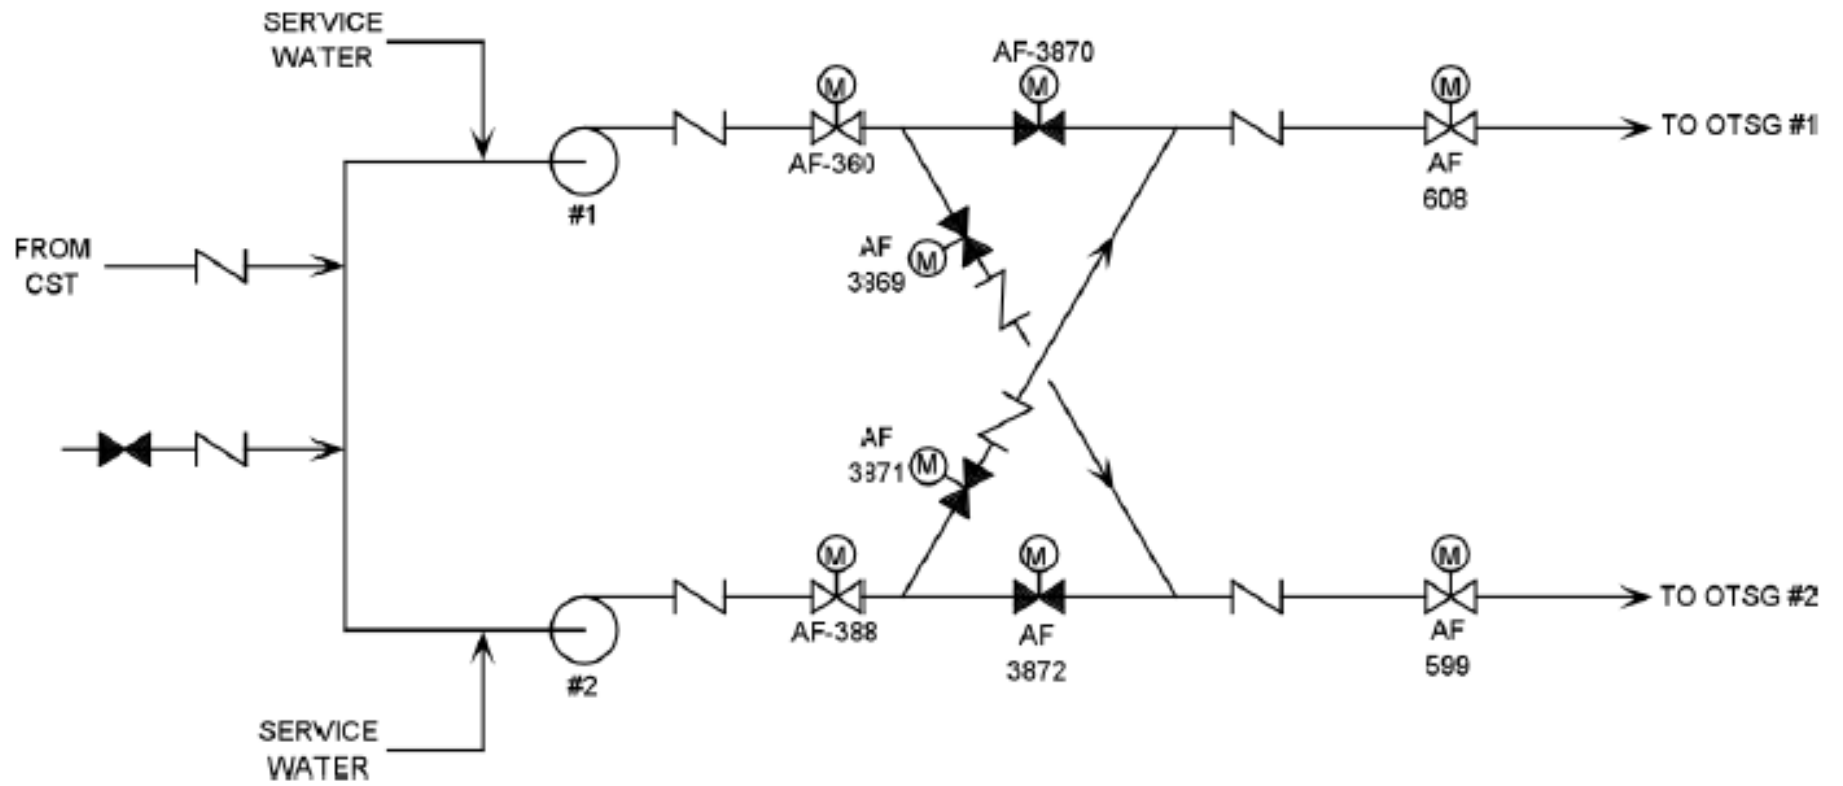 SERVICE
WATER
AF-3870
M
M
M
TO OTSG #1
AF-360
AF
608
#1
FROM
CST
AF
3869
M
AF
3871
M
M
M
M
TO OTSG #2
AF-388
AF
3872
AF
599
#2
SERVICE
WATER